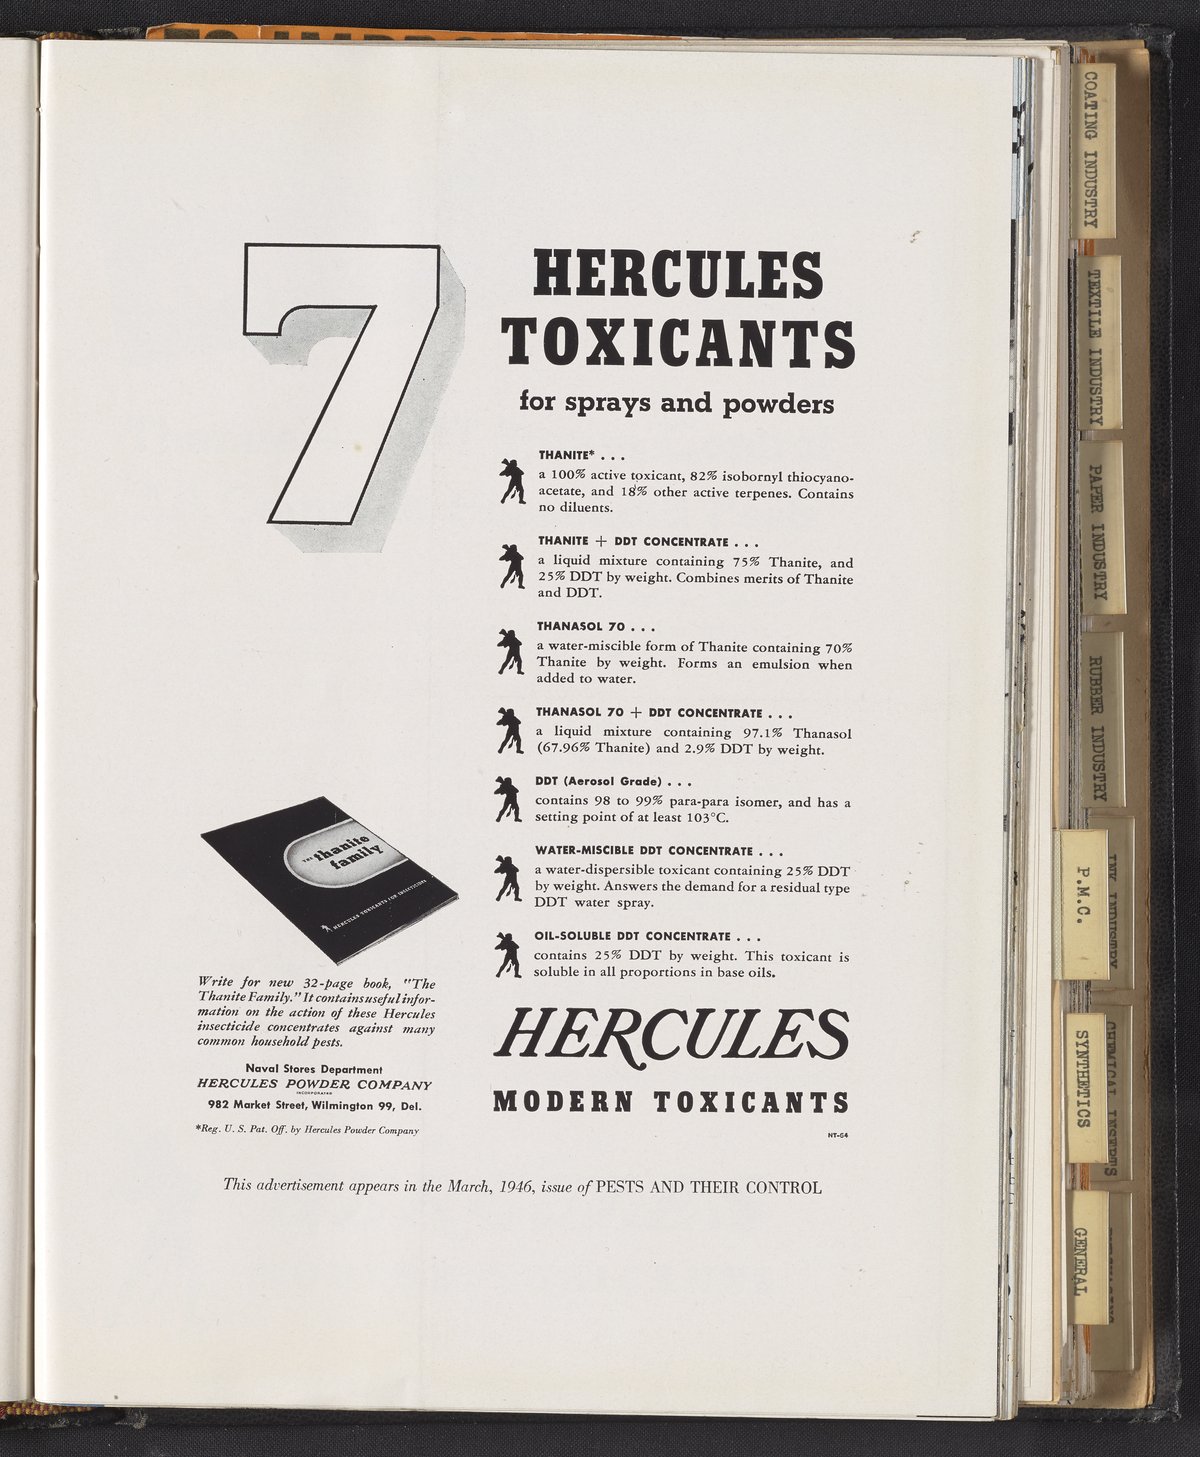 7
HERCULES
TOXICANTS
for sprays and powders
THANITE* . . .
a 100% active toxicant, 82% isobornyl thiocyano-
acetate, and 18% other active terpenes. Contains
no diluents.
THANITE + DDT CONCENTRATE . . .
a liquid mixture containing 75% Thanite, and
25% DDT by weight. Combines merits of Thanite
and DDT.
THANASOL 70 . . .
a water-miscible form of Thanite containing 70%
Thanite by weight. Forms an emulsion when
added to water.
THANASOL 70 + DDT CONCENTRATE . . .
a liquid mixture containing 97.1% Thanasol
(67.96% Thanite) and 2.9% DDT by weight.
DDT (Aerosol Grade) . . .
contains 98 to 99% para-para isomer, and has a
setting point of at least 103°C.
WATER-MISCIBLE DDT CONCENTRATE . . .
a water-dispersible toxicant containing 25% DDT
by weight. Answers the demand for a residual type
DDT water spray.
OIL-SOLUBLE DDT CONCENTRATE . . .
contains 25% DDT by weight. This toxicant is
soluble in all proportions in base oils.
HERCULES
MODERN TOXICANTS
NT-64
THE thanite
family
HERCULES TOXICANTS FOR INSECTICIDES
Write for new 32-page book, "The
Thanite Family." It contains useful infor-
mation on the action of these Hercules
insecticide concentrates against many
common household pests.
Naval Stores Department
HERCULES POWDER COMPANY
INCORPORATED
982 Market Street, Wilmington 99, Del.
*Reg. U. S. Pat. Off. by Hercules Powder Company
This advertisement appears in the March, 1946, issue of PESTS AND THEIR CONTROL
COATING INDUSTRY
TEXTILE INDUSTRY
PAPER INDUSTRY
RUBBER INDUSTRY
P.M.C.
SYNTHETICS
GENERAL